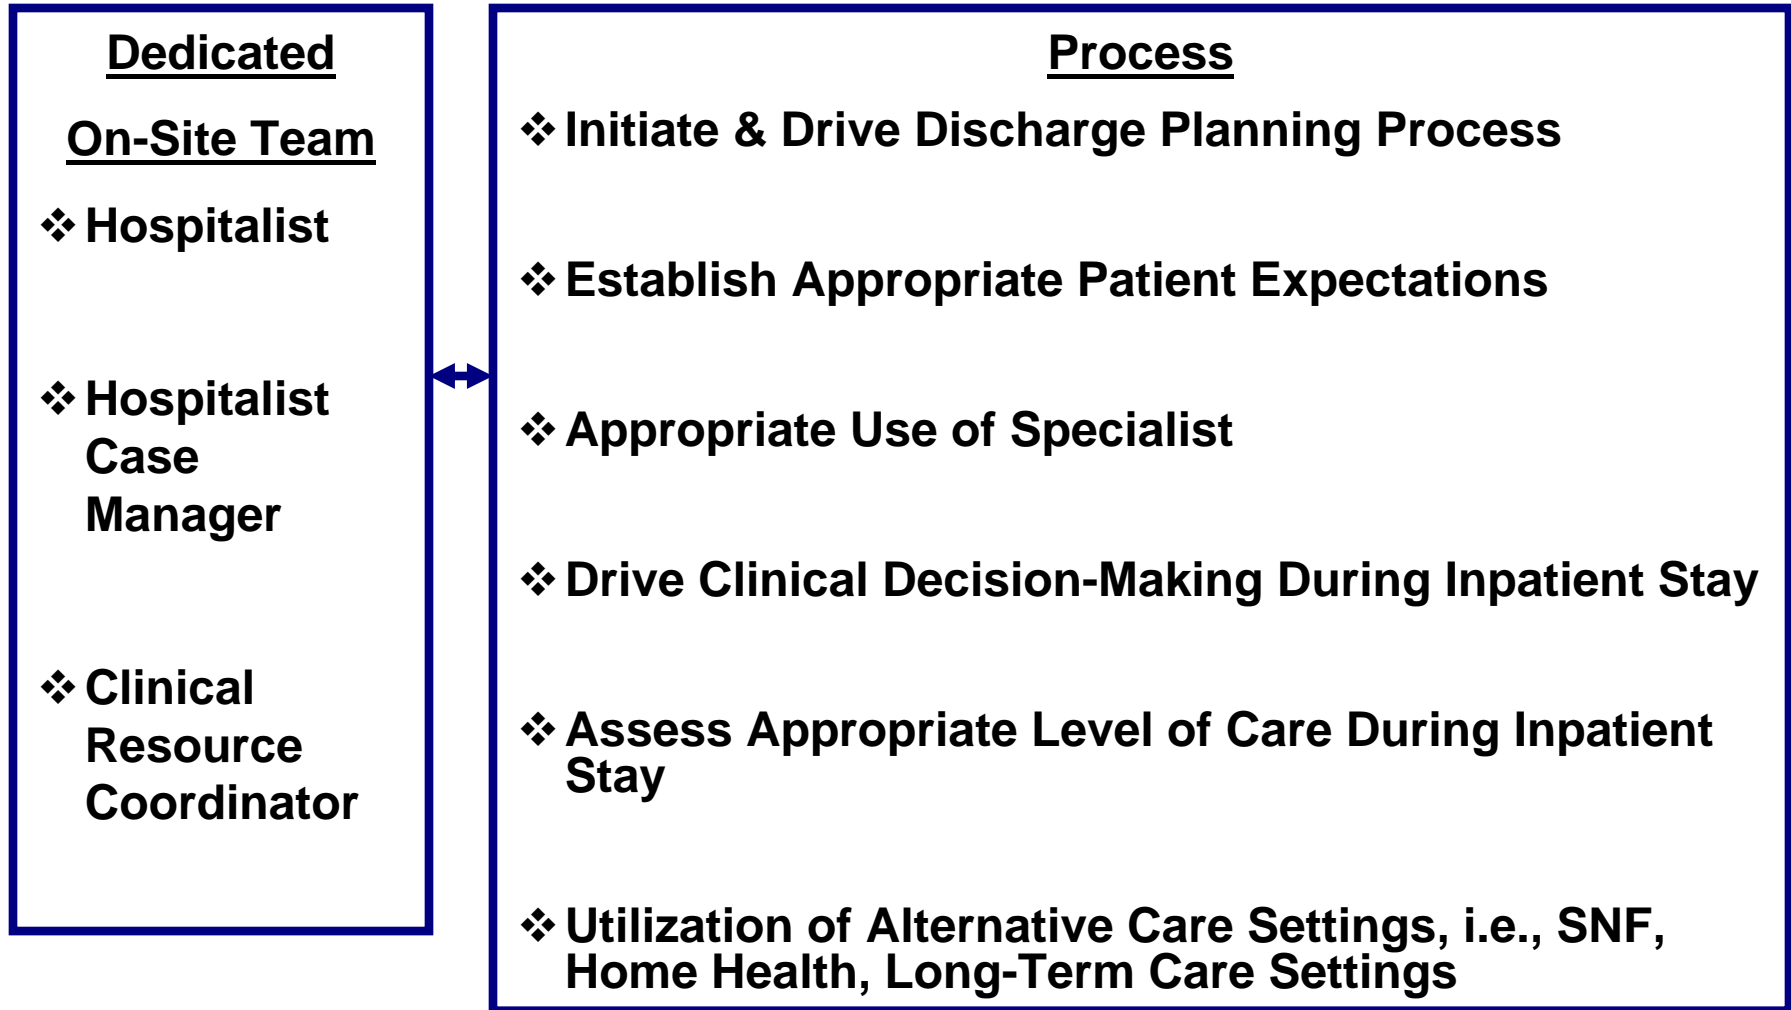 Dedicated
On-Site Team
❖ Hospitalist
❖ Hospitalist
Case
Manager
❖ Clinical
Resource
Coordinator
Process
❖ Initiate & Drive Discharge Planning Process
❖ Establish Appropriate Patient Expectations
❖ Appropriate Use of Specialist
❖ Drive Clinical Decision-Making During Inpatient Stay
❖ Assess Appropriate Level of Care During Inpatient
Stay
❖ Utilization of Alternative Care Settings, i.e., SNF,
Home Health, Long-Term Care Settings